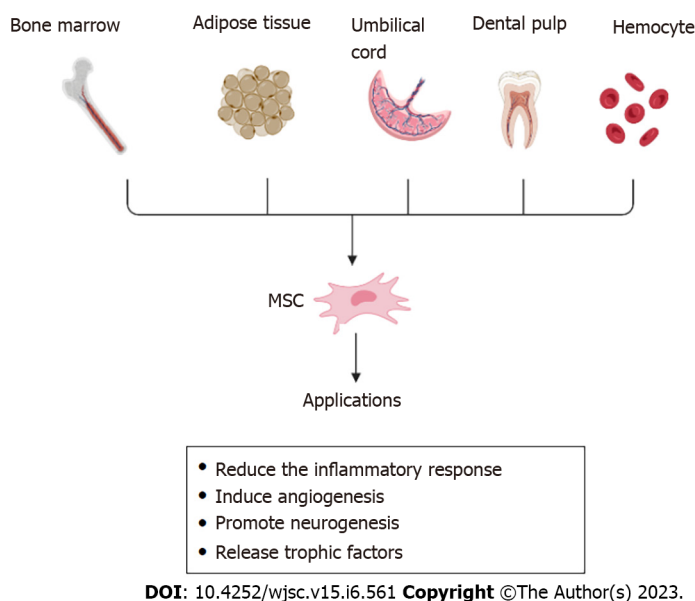 Bone marrow
Adipose tissue
Umbilical
cord
Dental pulp
Hemocyte
MSC
Applications
• Reduce the inflammatory response
• Induce angiogenesis
• Promote neurogenesis
• Release trophic factors
DOI: 10.4252/wjsc.v15.i6.561 Copyright ©The Author(s) 2023.